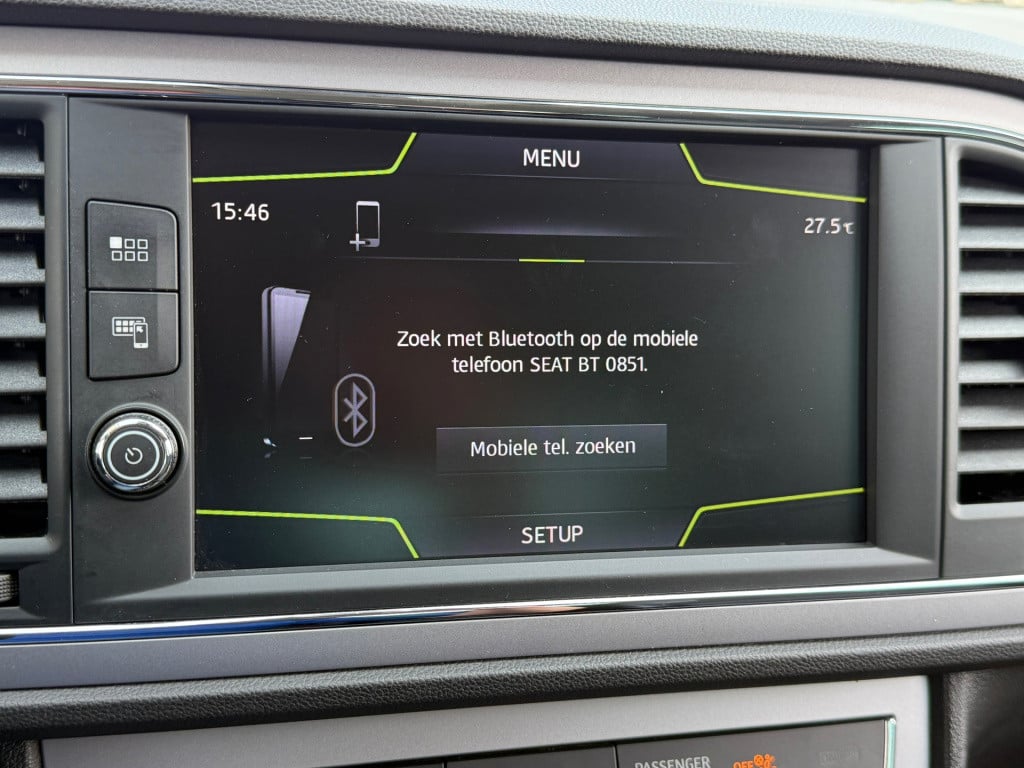 MENU
15:46
27.5℃
Zoek met Bluetooth op de mobiele
telefoon SEAT BT 0851.
Mobiele tel. zoeken
SETUP
PASSENGER
OFF